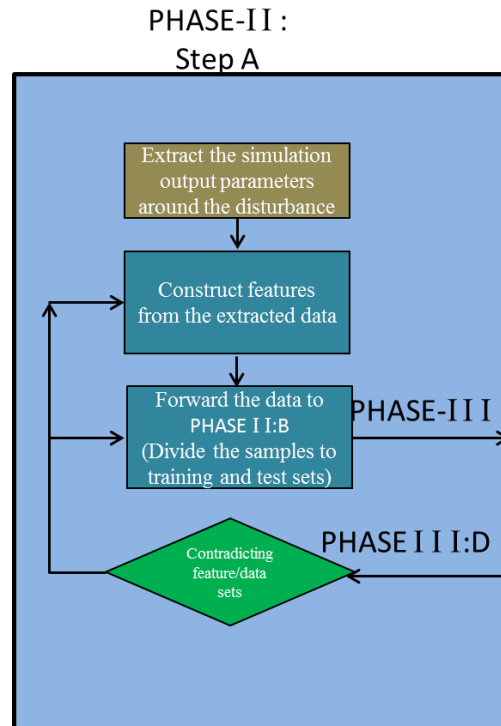 PHASE-II :
Step A
Extract the simulation
output parameters
around the disturbance
Construct features
from the extracted data
Forward the data to
PHASE II:B
(Divide the samples to
training and test sets)
PHASE-III
PHASE III:D
Contradicting
feature/data
sets